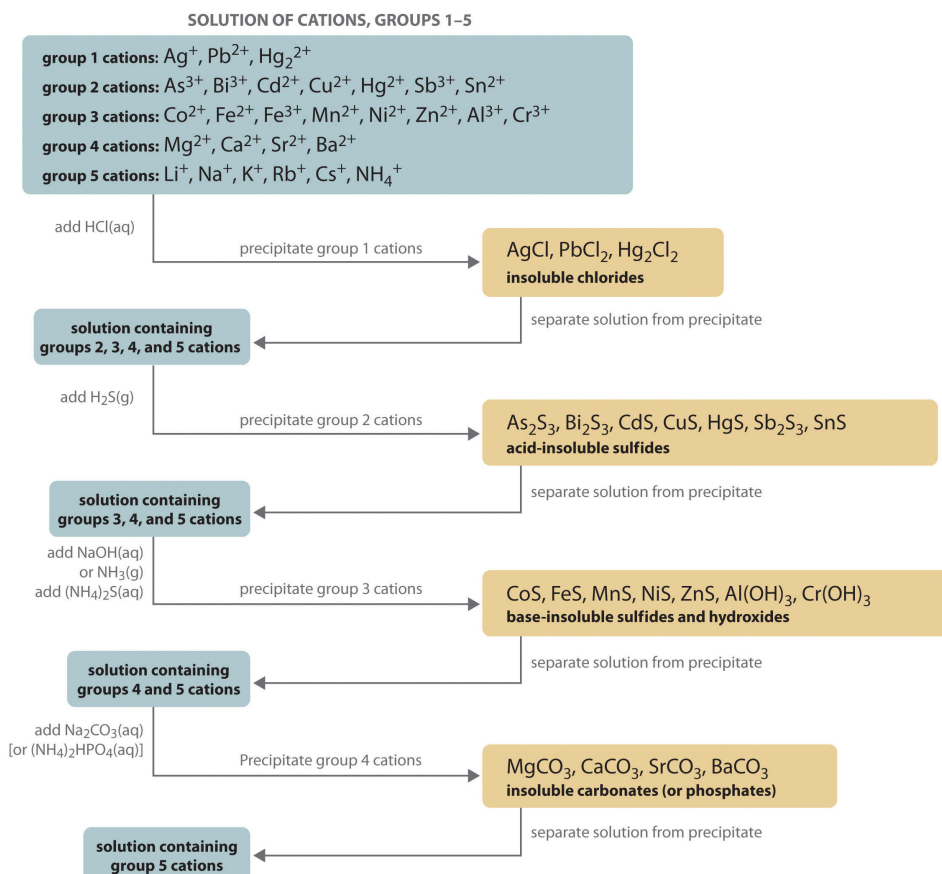 SOLUTION OF CATIONS, GROUPS 1–5
group 1 cations: Ag⁺, Pb²⁺, Hg₂²⁺
group 2 cations: As³⁺, Bi³⁺, Cd²⁺, Cu²⁺, Hg²⁺, Sb³⁺, Sn²⁺
group 3 cations: Co²⁺, Fe²⁺, Fe³⁺, Mn²⁺, Ni²⁺, Zn²⁺, Al³⁺, Cr³⁺
group 4 cations: Mg²⁺, Ca²⁺, Sr²⁺, Ba²⁺
group 5 cations: Li⁺, Na⁺, K⁺, Rb⁺, Cs⁺, NH₄⁺
add HCl(aq)
precipitate group 1 cations
AgCl, PbCl₂, Hg₂Cl₂
insoluble chlorides
separate solution from precipitate
solution containing
groups 2, 3, 4, and 5 cations
add H₂S(g)
precipitate group 2 cations
As₂S₃, Bi₂S₃, CdS, CuS, HgS, Sb₂S₃, SnS
acid-insoluble sulfides
separate solution from precipitate
solution containing
groups 3, 4, and 5 cations
add NaOH(aq)
or NH₃(g)
add (NH₄)₂S(aq)
precipitate group 3 cations
CoS, FeS, MnS, NiS, ZnS, Al(OH)₃, Cr(OH)₃
base-insoluble sulfides and hydroxides
separate solution from precipitate
solution containing
groups 4 and 5 cations
add Na₂CO₃(aq)
[or (NH₄)₂HPO₄(aq)]
Precipitate group 4 cations
MgCO₃, CaCO₃, SrCO₃, BaCO₃
insoluble carbonates (or phosphates)
separate solution from precipitate
solution containing
group 5 cations